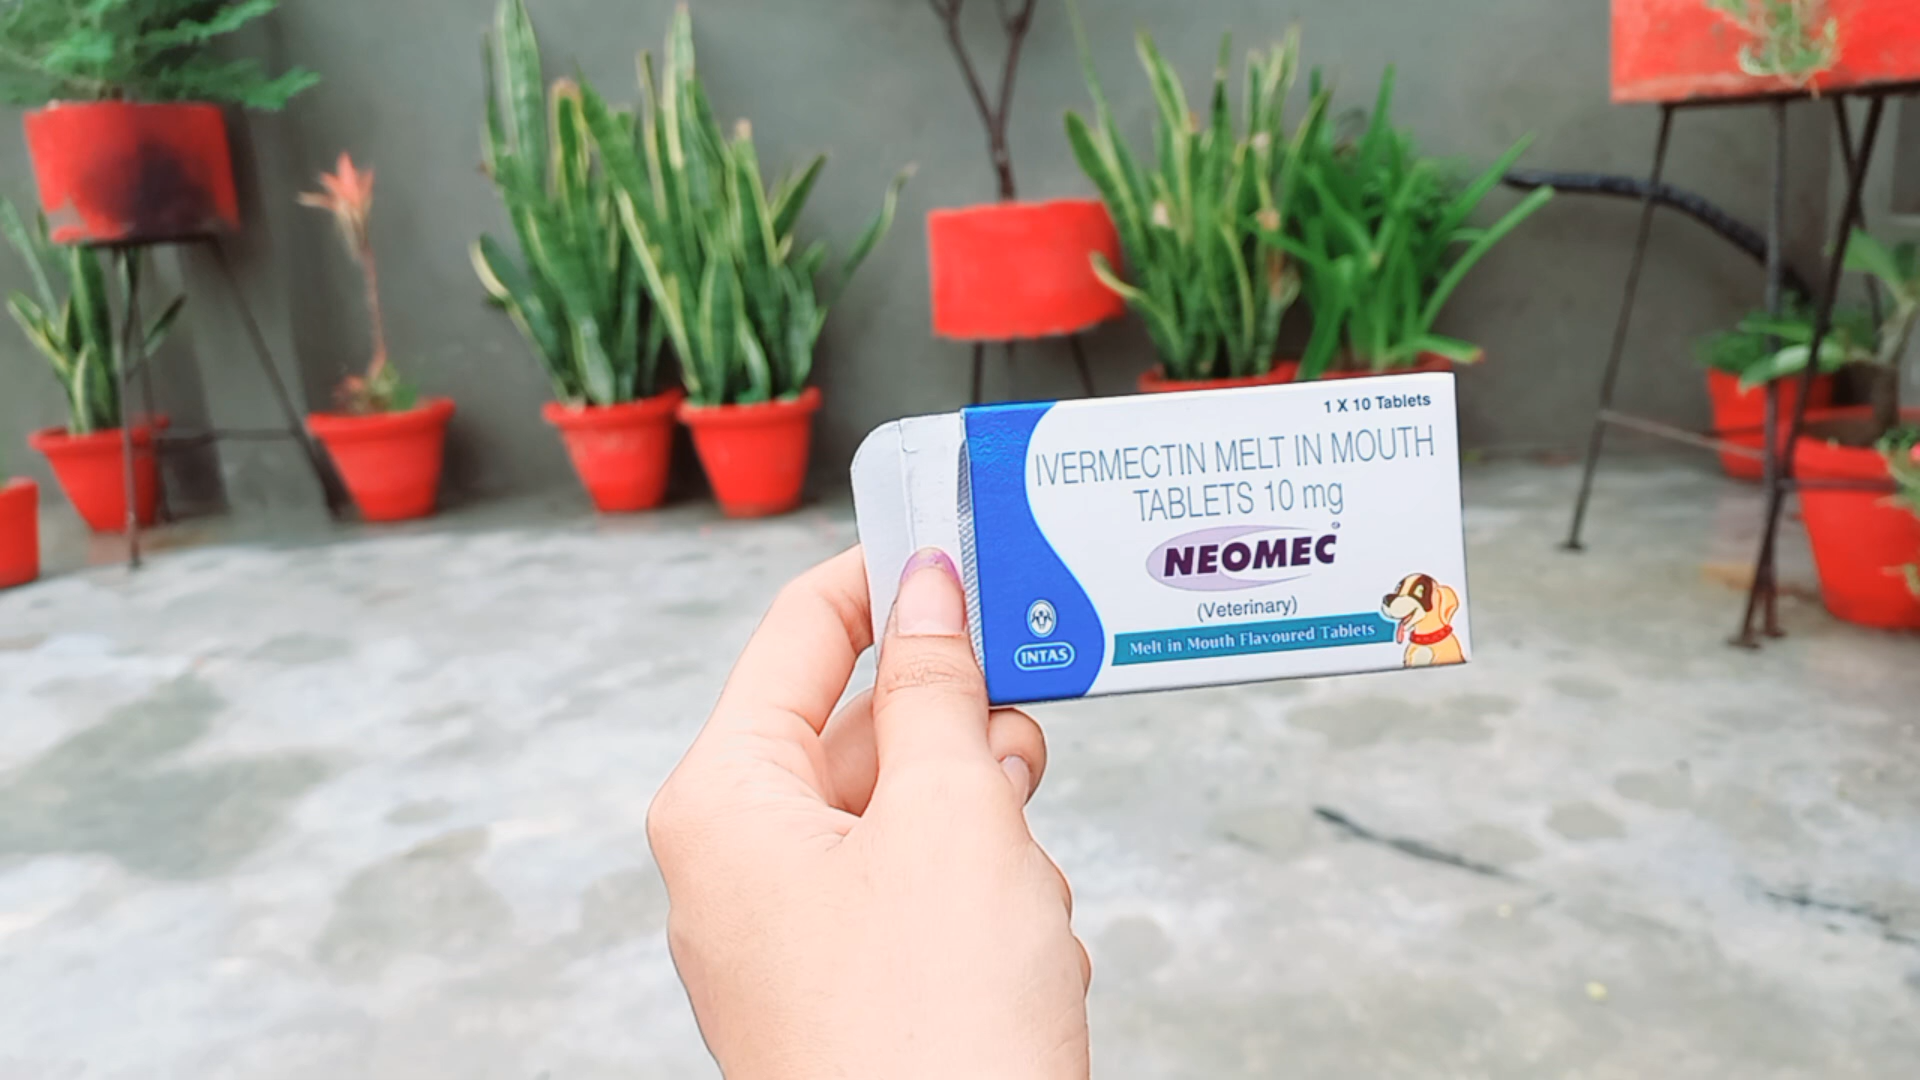 1 X 10 Tablets
IVERMECTIN MELT IN MOUTH
TABLETS 10 mg
NEOMEC®
(Veterinary)
Melt in Mouth Flavoured Tablets
INTAS